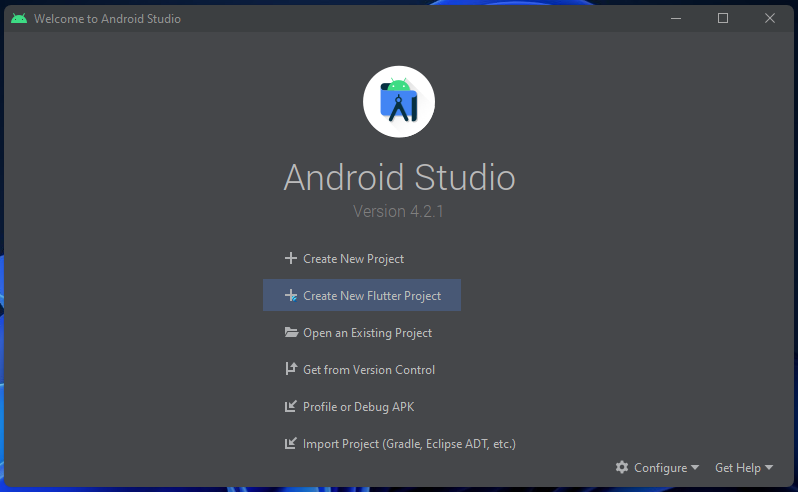 Welcome to Android Studio
Android Studio
Version 4.2.1
Create New Project
Create New Flutter Project
Open an Existing Project
Get from Version Control
Profile or Debug APK
Import Project (Gradle, Eclipse ADT, etc.)
Configure Get Help